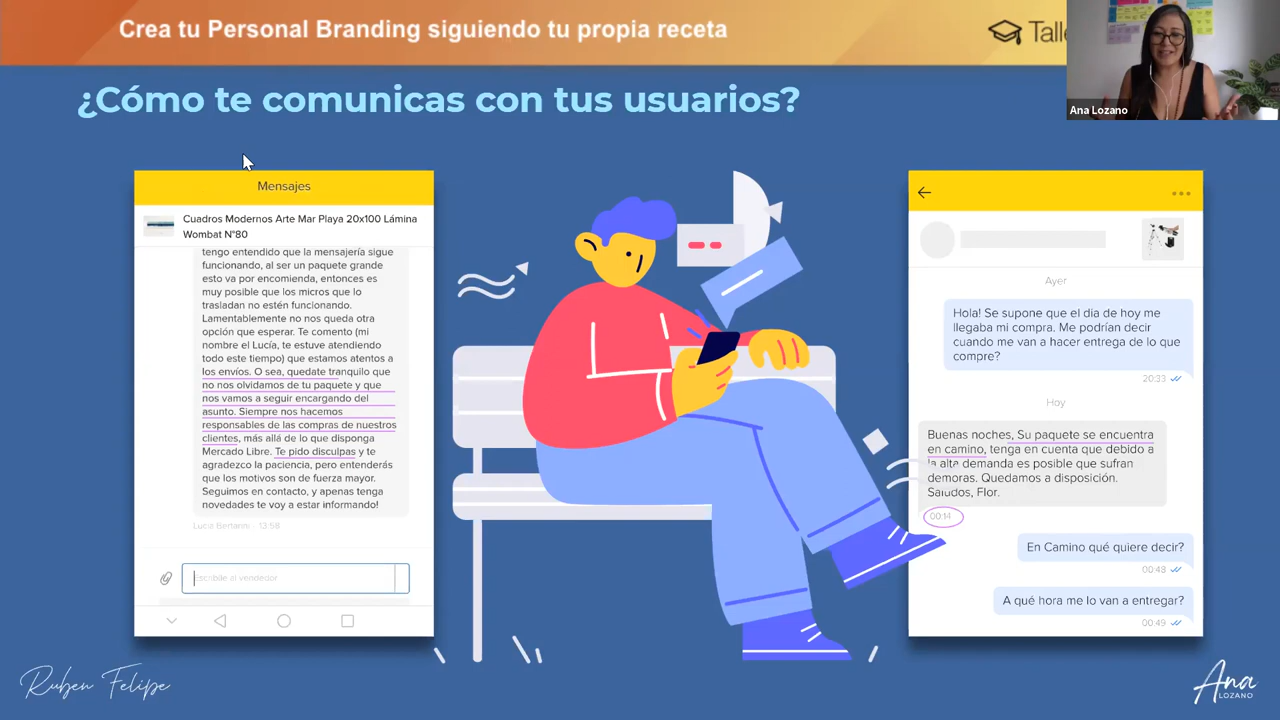 Crea tu Personal Branding siguiendo tu propia receta
Talle
¿Cómo te comunicas con tus usuarios?
Ana Lozano
Mensajes
Cuadros Modernos Arte Mar Playa 20x100 Lámina
Wombat N°80
tengo entendido que la mensajería sigue
funcionando, al ser un paquete grande
esto va por encomienda, entonces es
muy posible que los micros que lo
trasladan no estén funcionando.
Lamentablemente no nos queda otra
opción que esperar. Te comento (mi
nombre el Lucía, te estuve atendiendo
todo este tiempo) que estamos atentos a
los envíos. O sea, quedate tranquilo que
no nos olvidamos de tu paquete y que
nos vamos a seguir encargando del
asunto. Siempre nos hacemos
responsables de las compras de nuestros
clientes, más allá de lo que disponga
Mercado Libre. Te pido disculpas y te
agradezco la paciencia, pero entenderás
que los motivos son de fuerza mayor.
Seguimos en contacto, y apenas tenga
novedades te voy a estar informando!
Lucia Bertanni · 13:58
Escribile al vendedor
Ayer
Hola! Se supone que el dia de hoy me
llegaba mi compra. Me podrían decir
cuando me van a hacer entrega de lo que
compre?
20:33
Hoy
Buenas noches, Su paquete se encuentra
en camino, tenga en cuenta que debido a
la alta demanda es posible que sufran
demoras. Quedamos a disposición.
Saludos, Flor.
00:14
En Camino qué quiere decir?
00:48
A qué hora me lo van a entregar?
00:49
Ruben Felipe
Ana
LOZANO